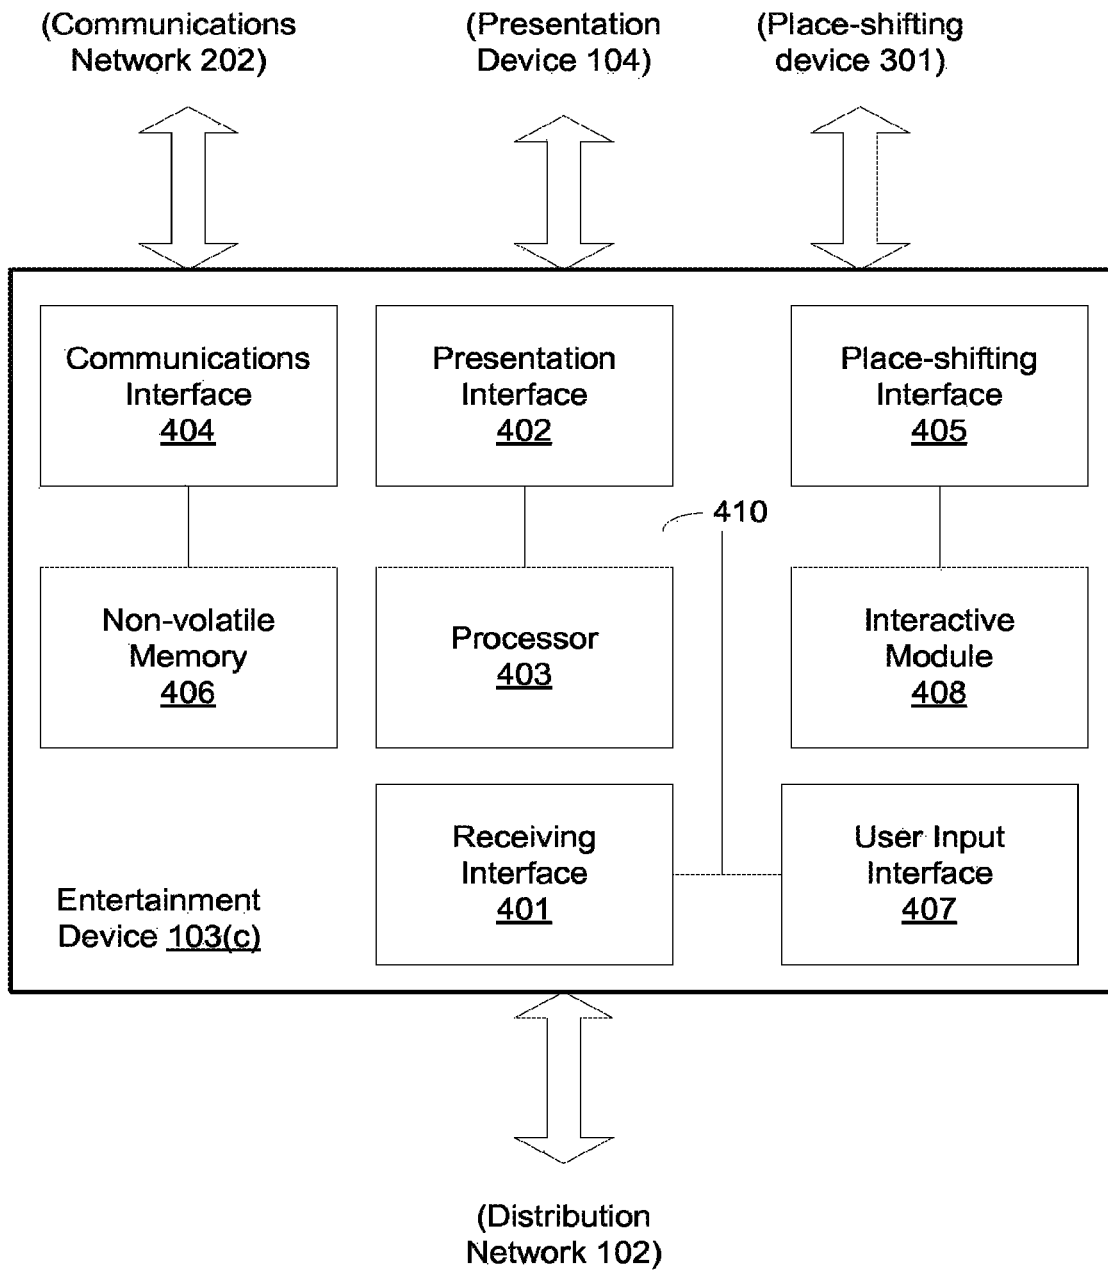 (Communications
Network 202)
(Presentation
Device 104)
(Place-shifting
device 301)
Communications
Interface
404
Presentation
Interface
402
Place-shifting
Interface
405
410
Non-volatile
Memory
406
Processor
403
Interactive
Module
408
Receiving
Interface
401
User Input
Interface
407
Entertainment
Device 103(c)
(Distribution
Network 102)